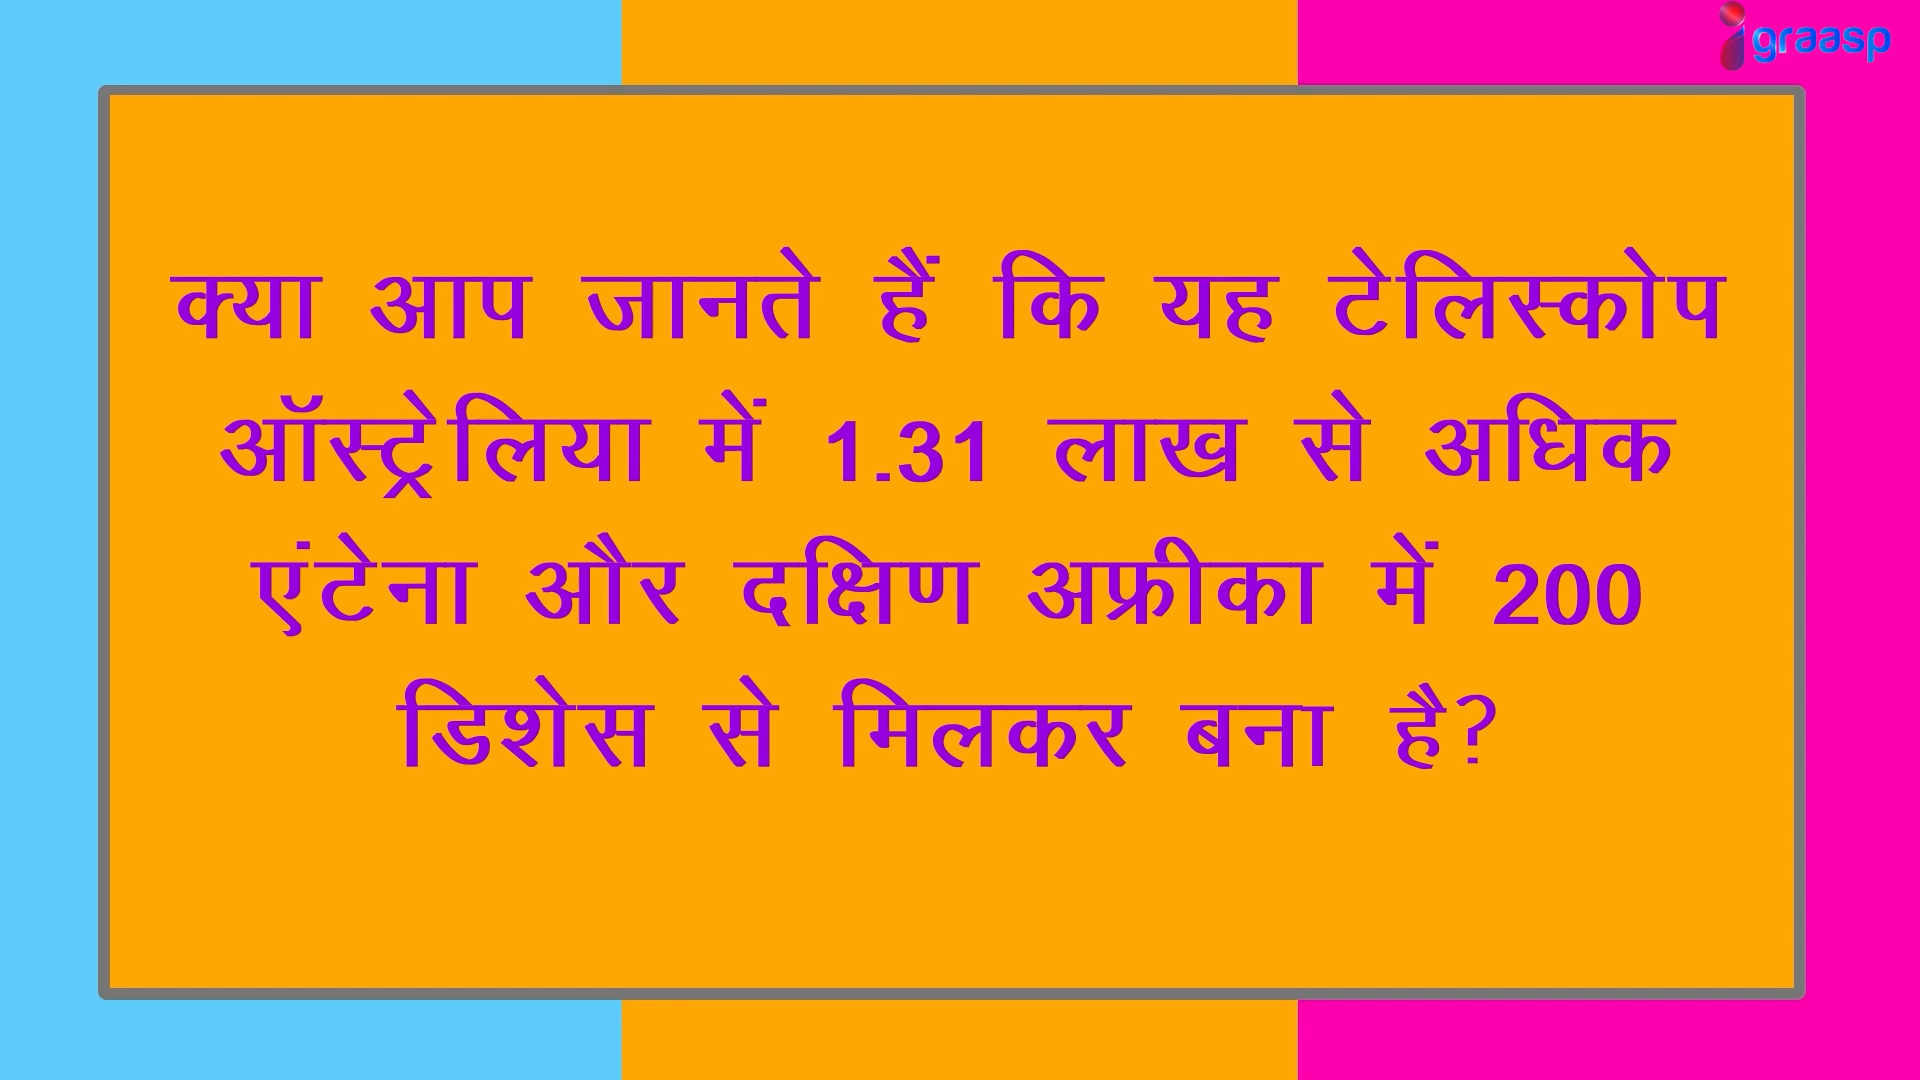 igraasp
क्या आप जानते हैं कि यह टेलिस्कोप
ऑस्ट्रेलिया में 1.31 लाख से अधिक
एंटेना और दक्षिण अफ्रीका में 200
डिशेस से मिलकर बना है?